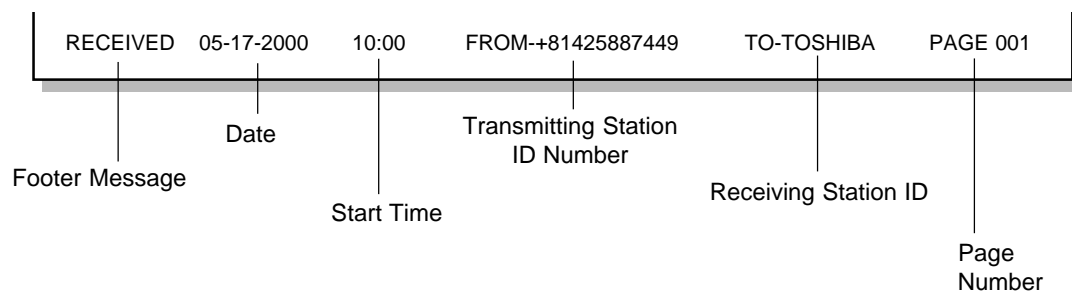 RECEIVED 05-17-2000 10:00 FROM-+81425887449 TO-TOSHIBA PAGE 001
Date
Transmitting Station
ID Number
Footer Message
Receiving Station ID
Start Time
Page
Number